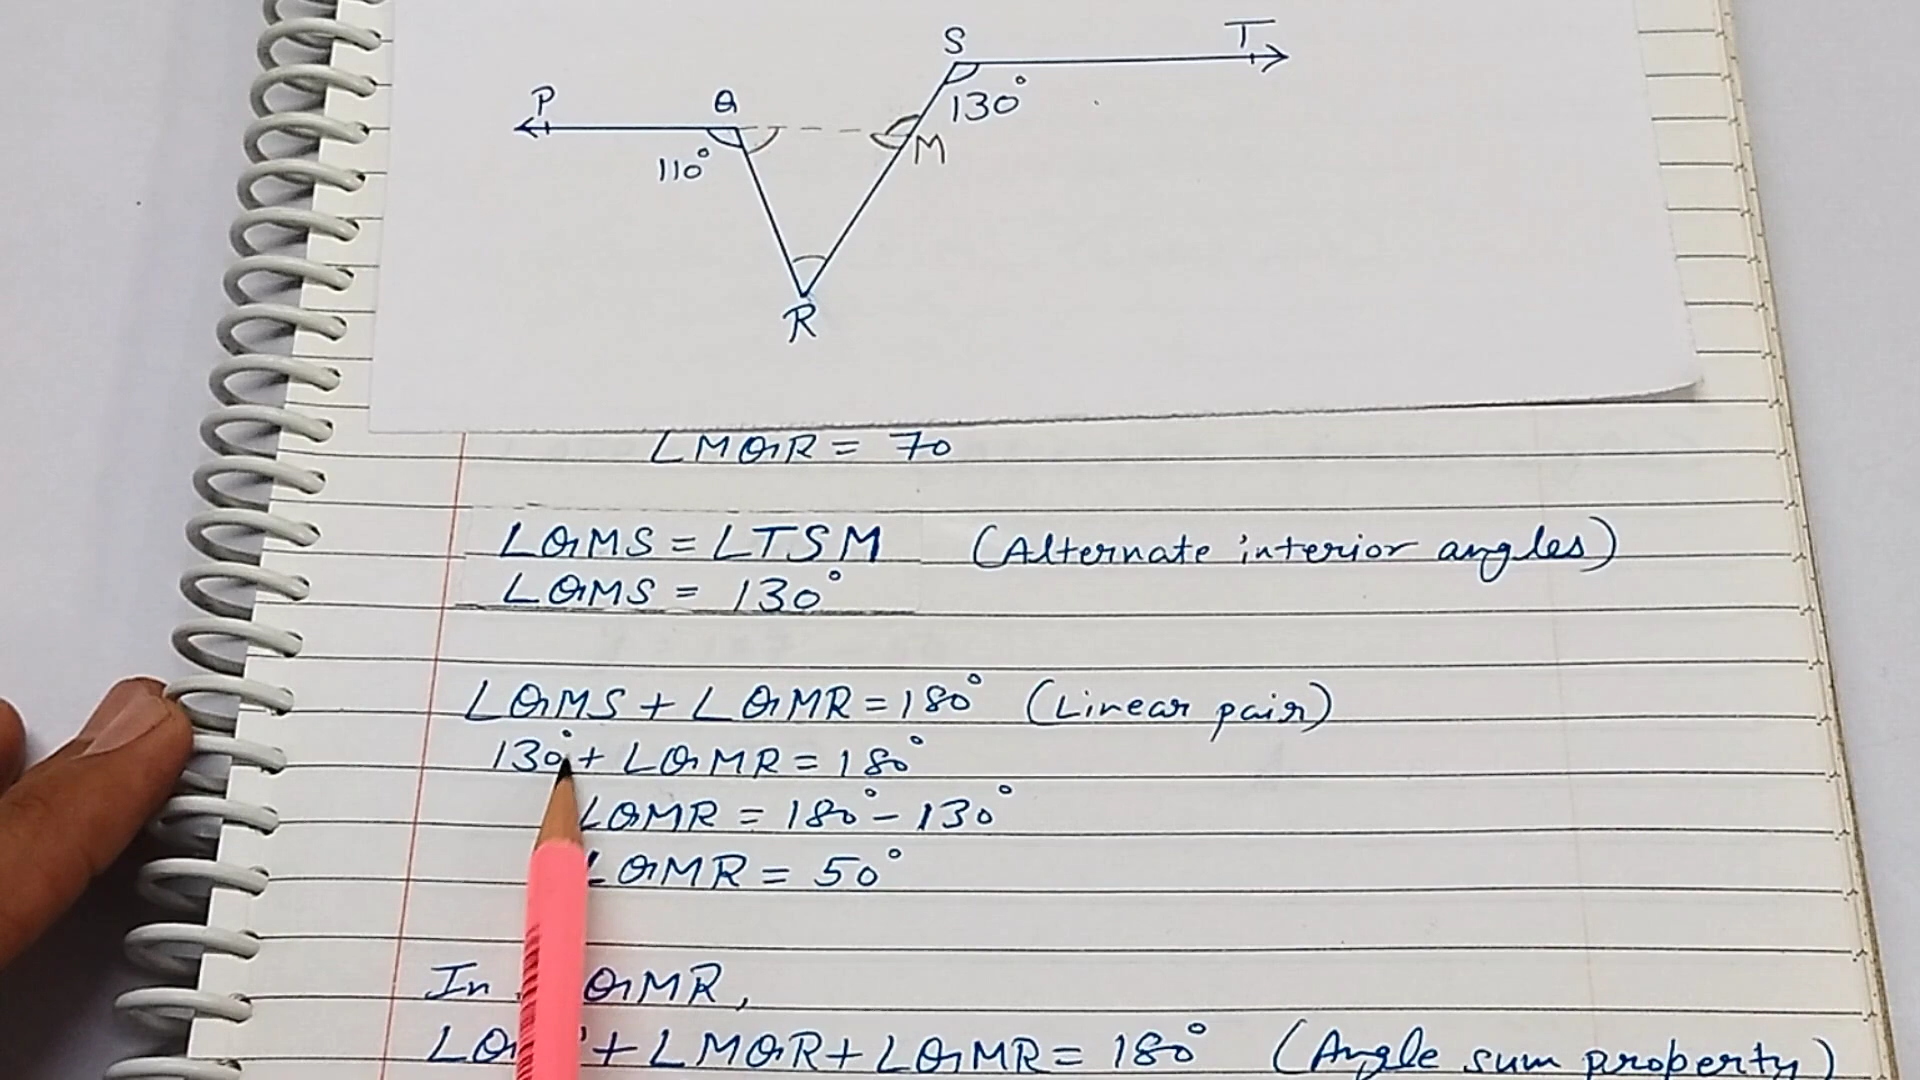 S T
P Q 130°
110° M
R
∠MQR = 70
∠QMS = ∠TSM (Alternate interior angles)
∠QMS = 130°
∠QMS + ∠QMR = 180° (Linear pair)
130° + ∠QMR = 180°
∠QMR = 180° - 130°
∠QMR = 50°
In QMR,
+ ∠MQR + ∠QMR = 180° (Angle sum property)